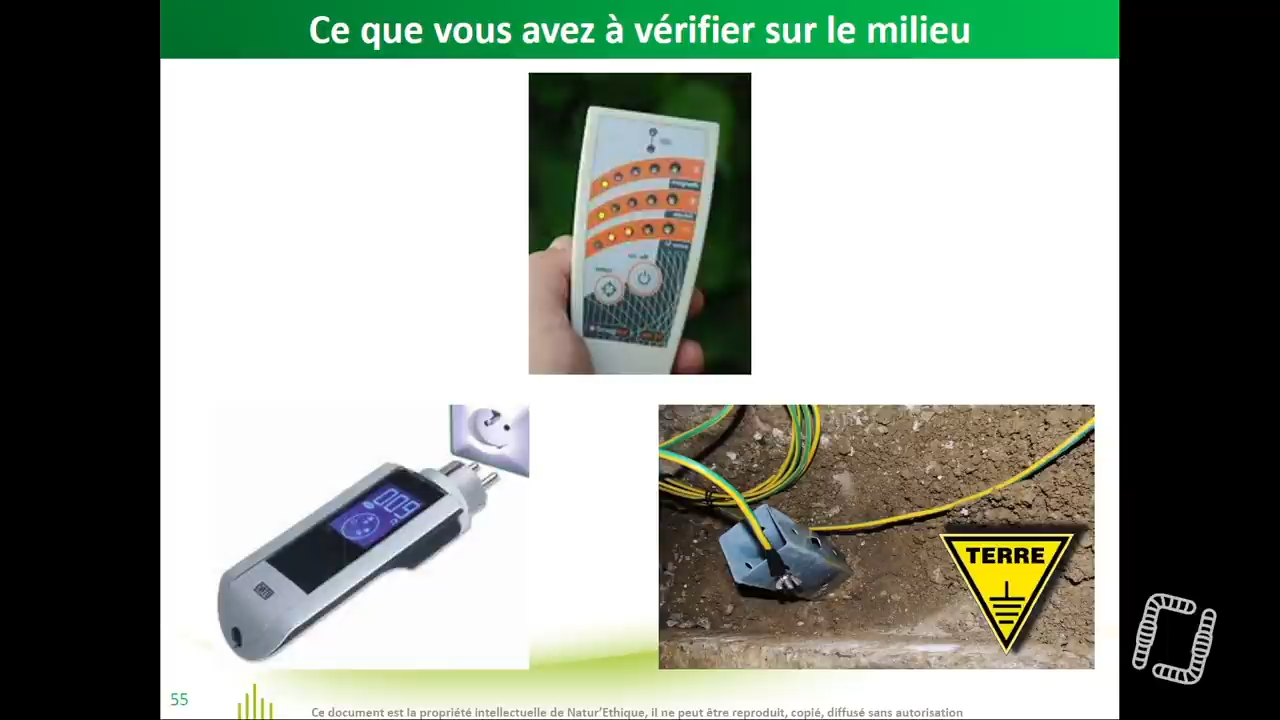 Ce que vous avez à vérifier sur le milieu
TERRE
55
Ce document est la propriété intellectuelle de Natur'Ethique, il ne peut être reproduit, copié, diffusé sans autorisation